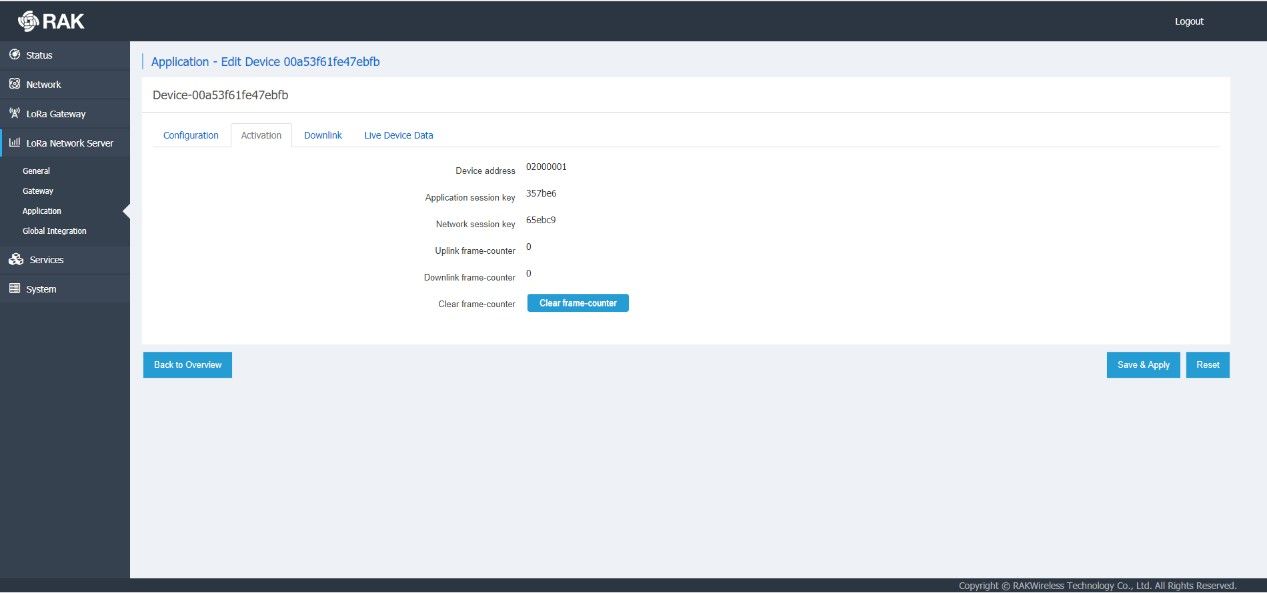 RAK
Logout
Status
Network
LoRa Gateway
LoRa Network Server
General
Gateway
Application
Global Integration
Services
System
Application - Edit Device 00a53f61fe47ebfb
Device-00a53f61fe47ebfb
Configuration Activation Downlink Live Device Data
Device address 02000001
Application session key 357be6
Network session key 65ebc9
Uplink frame-counter 0
Downlink frame-counter 0
Clear frame-counter Clear frame-counter
Back to Overview Save & Apply Reset
Copyright © RAKWireless Technology Co., Ltd. All Rights Reserved.